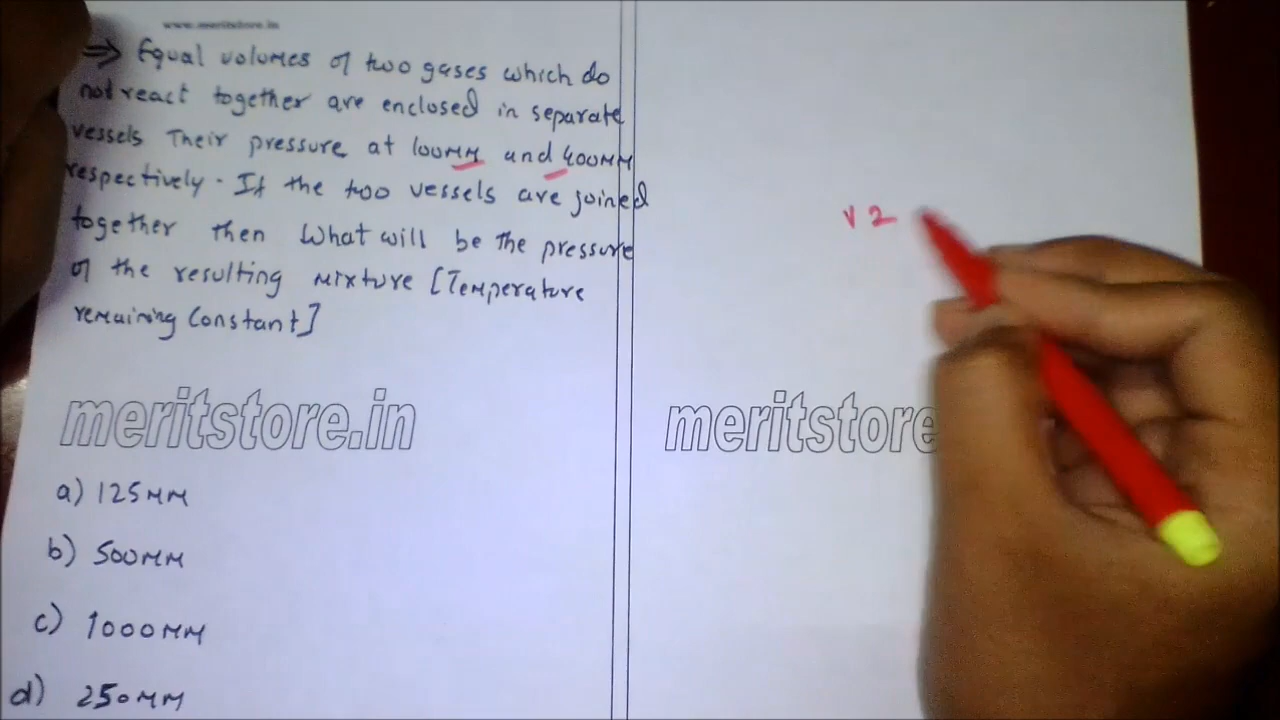 www.meritstore.in
⇒ Equal volumes of two gases which do
not react together are enclosed in separate
vessels Their pressure at 100MM and 400MM
respectively. If the two vessels are joined
together then What will be the pressure
of the resulting Mixture [Temperature
remaining Constant]
meritstore.in
a) 125MM
b) 500MM
c) 1000MM
d) 250MM
V 2
meritstore